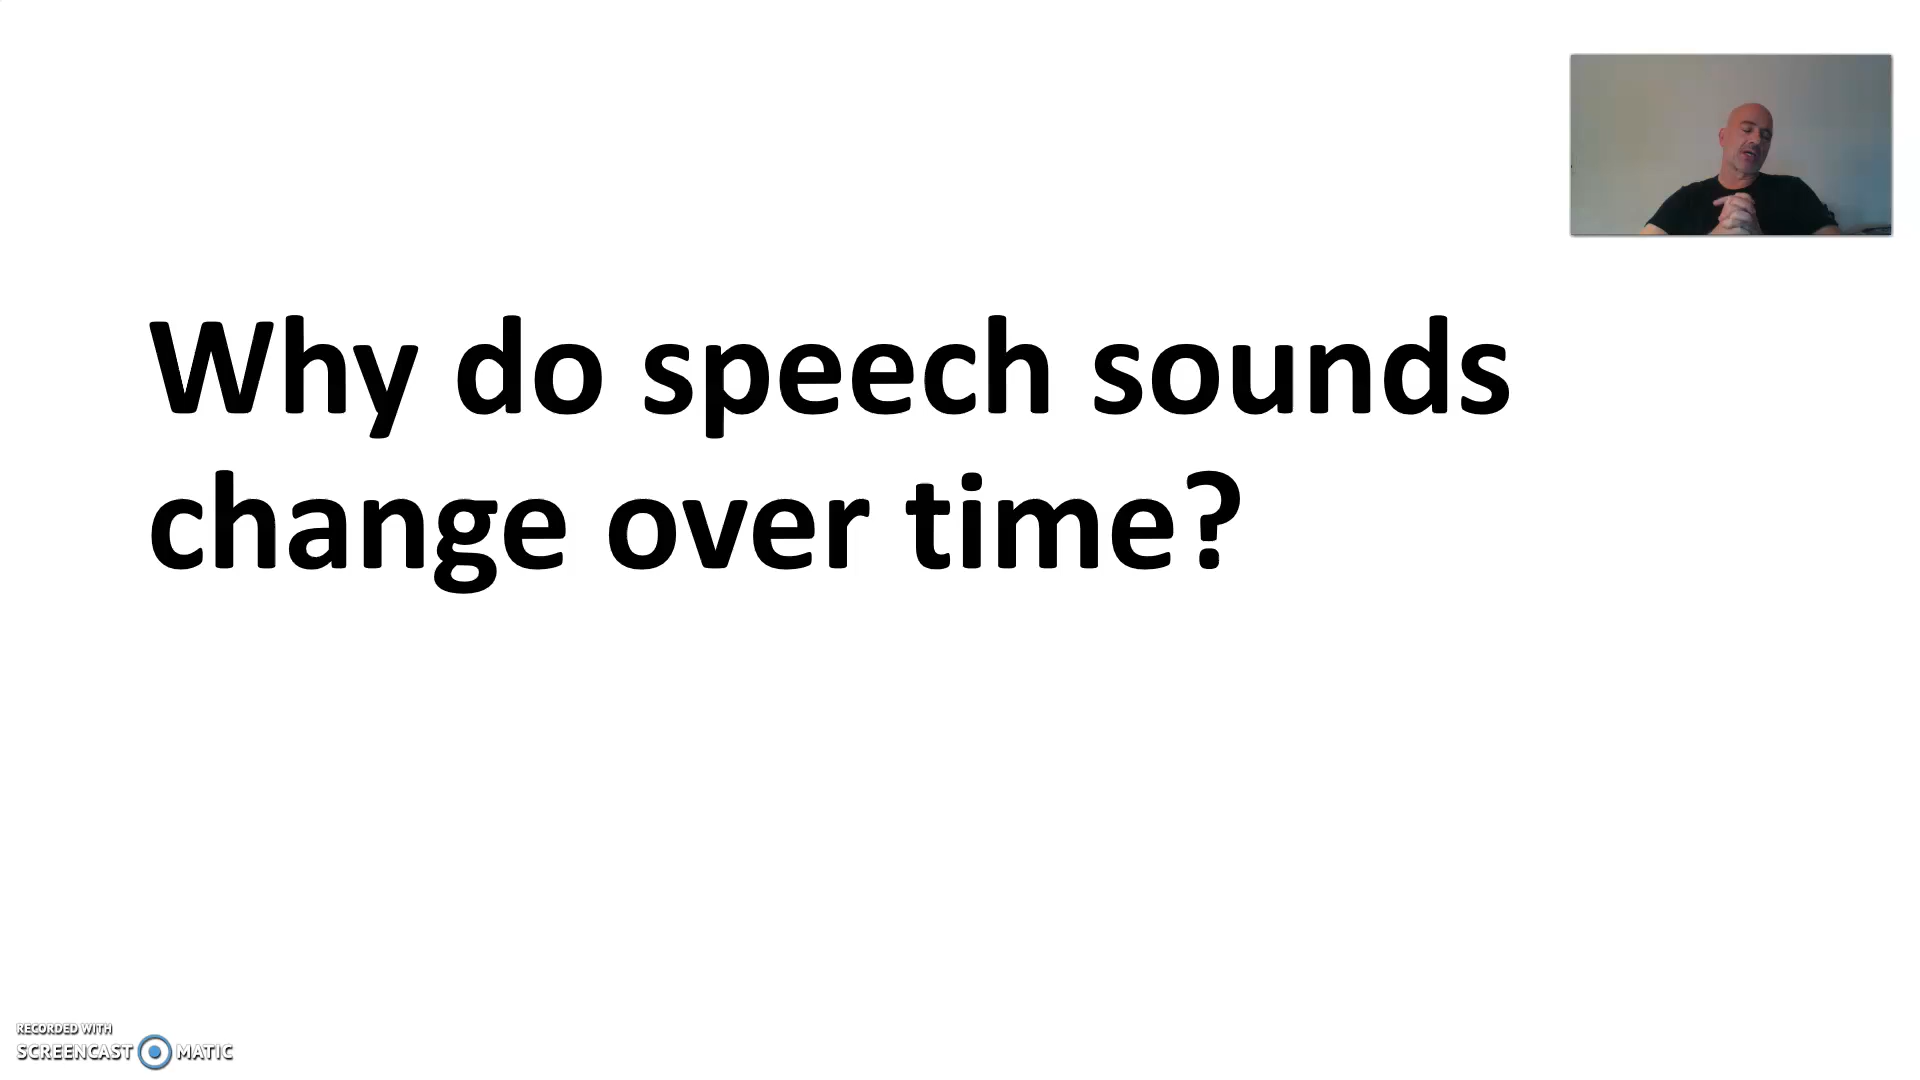 Why do speech sounds
change over time?
RECORDED WITH
SCREENCAST MATIC